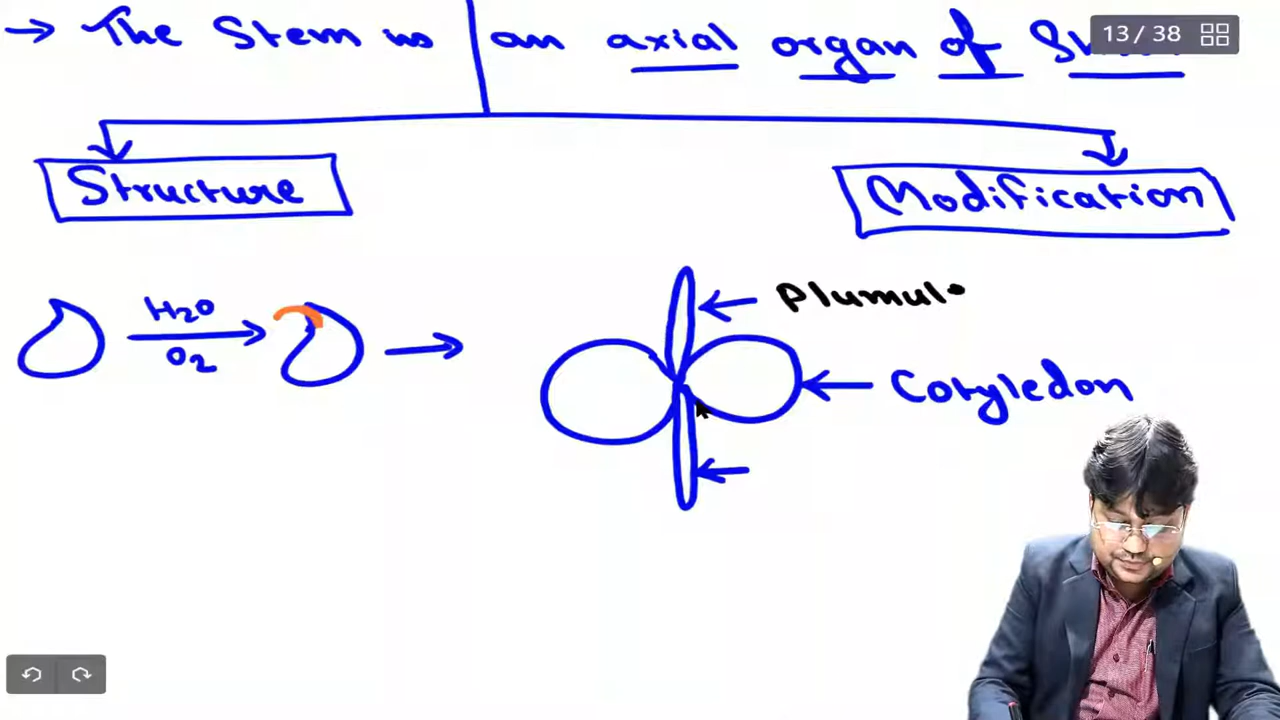 → The Stem is an axial organ of
13 / 38
Structure
Modification
H2O
O2
Plumule
Cotyledon